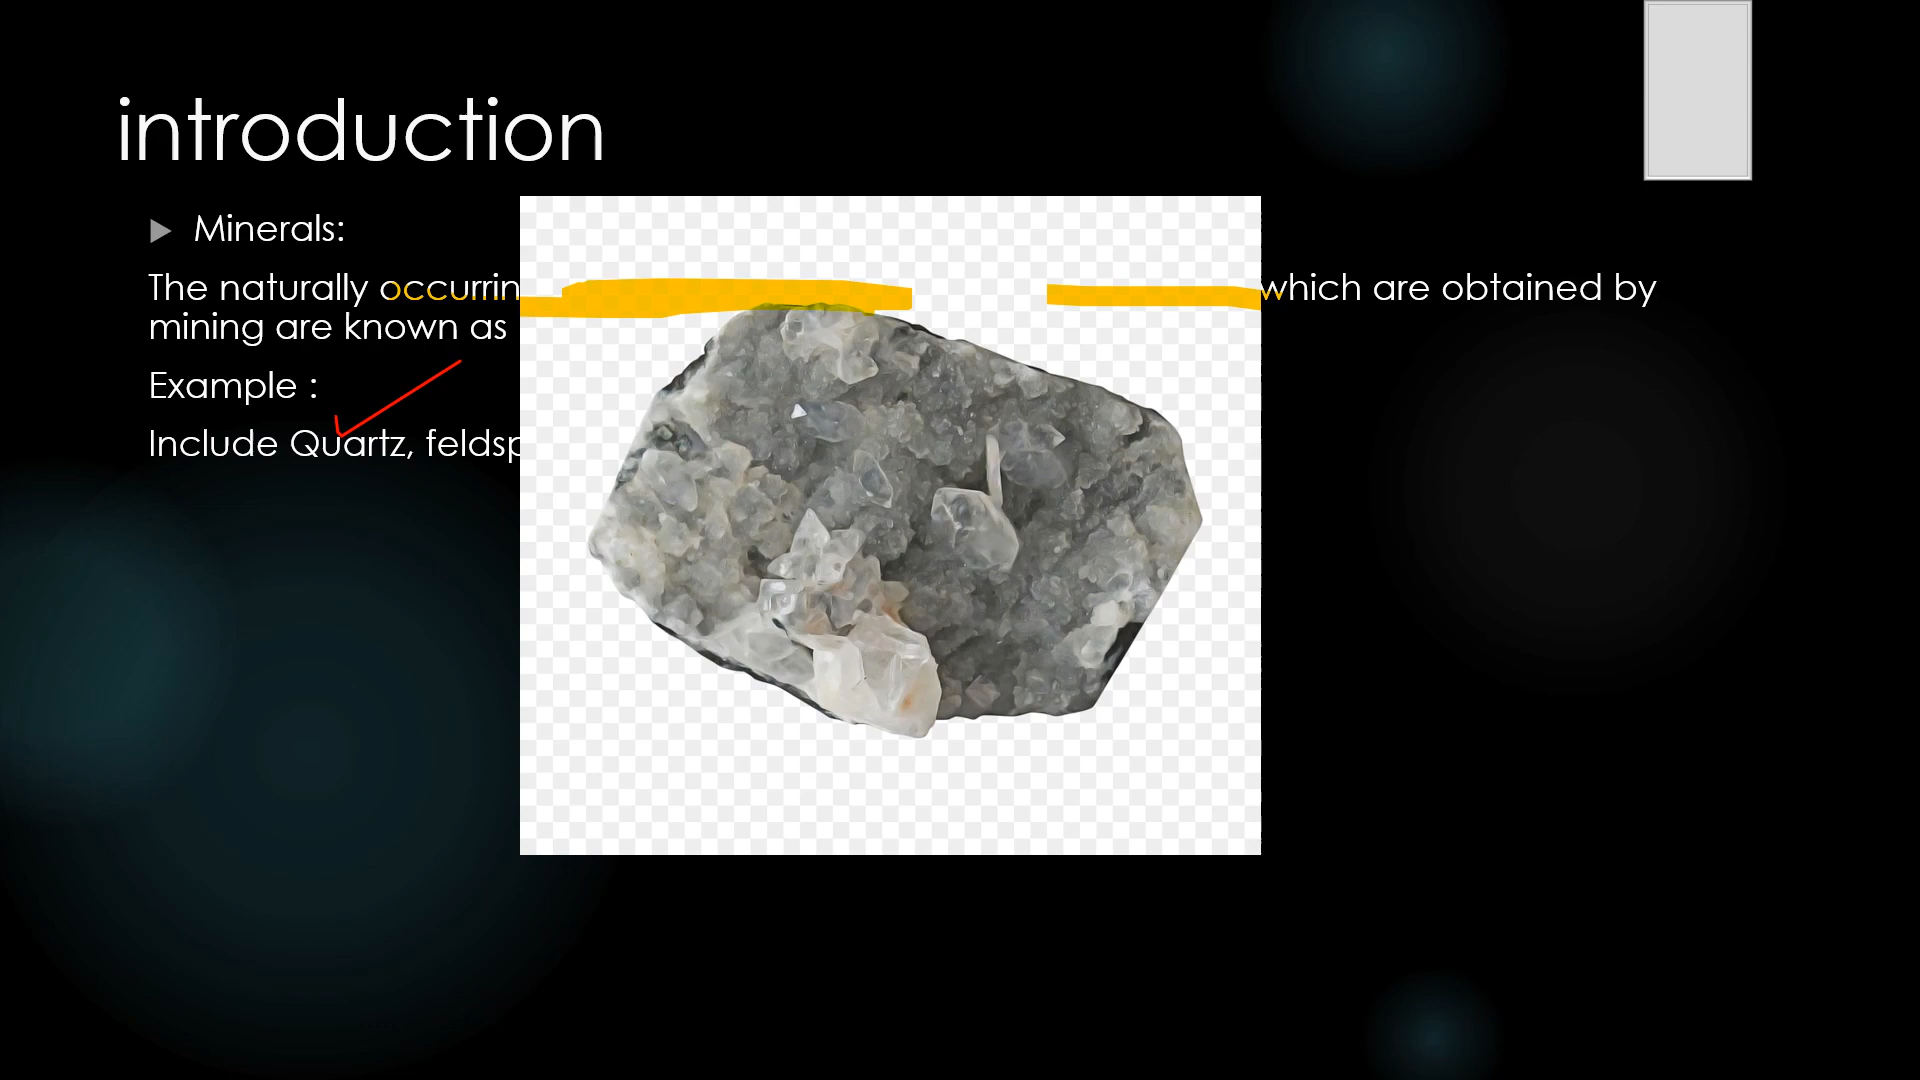 introduction
Minerals:
The naturally occurrin which are obtained by
mining are known as
Example :
Include Quartz, feldsp